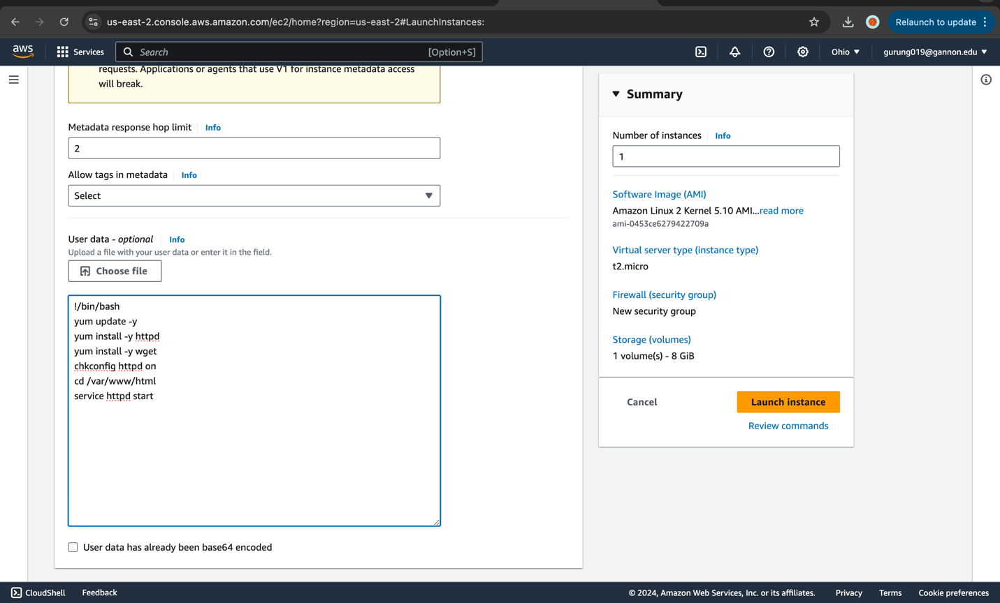 us-east-2.console.aws.amazon.com/ec2/home?region=us-east-2#LaunchInstances:
Relaunch to update
aws
Services
Search
[Option+S]
Ohio
gurung019@gannon.edu
requests. Applications or agents that use V1 for instance metadata access
will break.
Metadata response hop limit
Info
2
Allow tags in metadata
Info
Select
User data - optional
Info
Upload a file with your user data or enter it in the field.
Choose file
!/bin/bash
yum update -y
yum install -y httpd
yum install -y wget
chkconfig httpd on
cd /var/www/html
service httpd start
User data has already been base64 encoded
Summary
Number of instances
Info
1
Software Image (AMI)
Amazon Linux 2 Kernel 5.10 AMI...read more
ami-0453ce6279422709a
Virtual server type (instance type)
t2.micro
Firewall (security group)
New security group
Storage (volumes)
1 volume(s) - 8 GiB
Cancel
Launch instance
Review commands
CloudShell
Feedback
© 2024, Amazon Web Services, Inc. or its affiliates.
Privacy
Terms
Cookie preferences